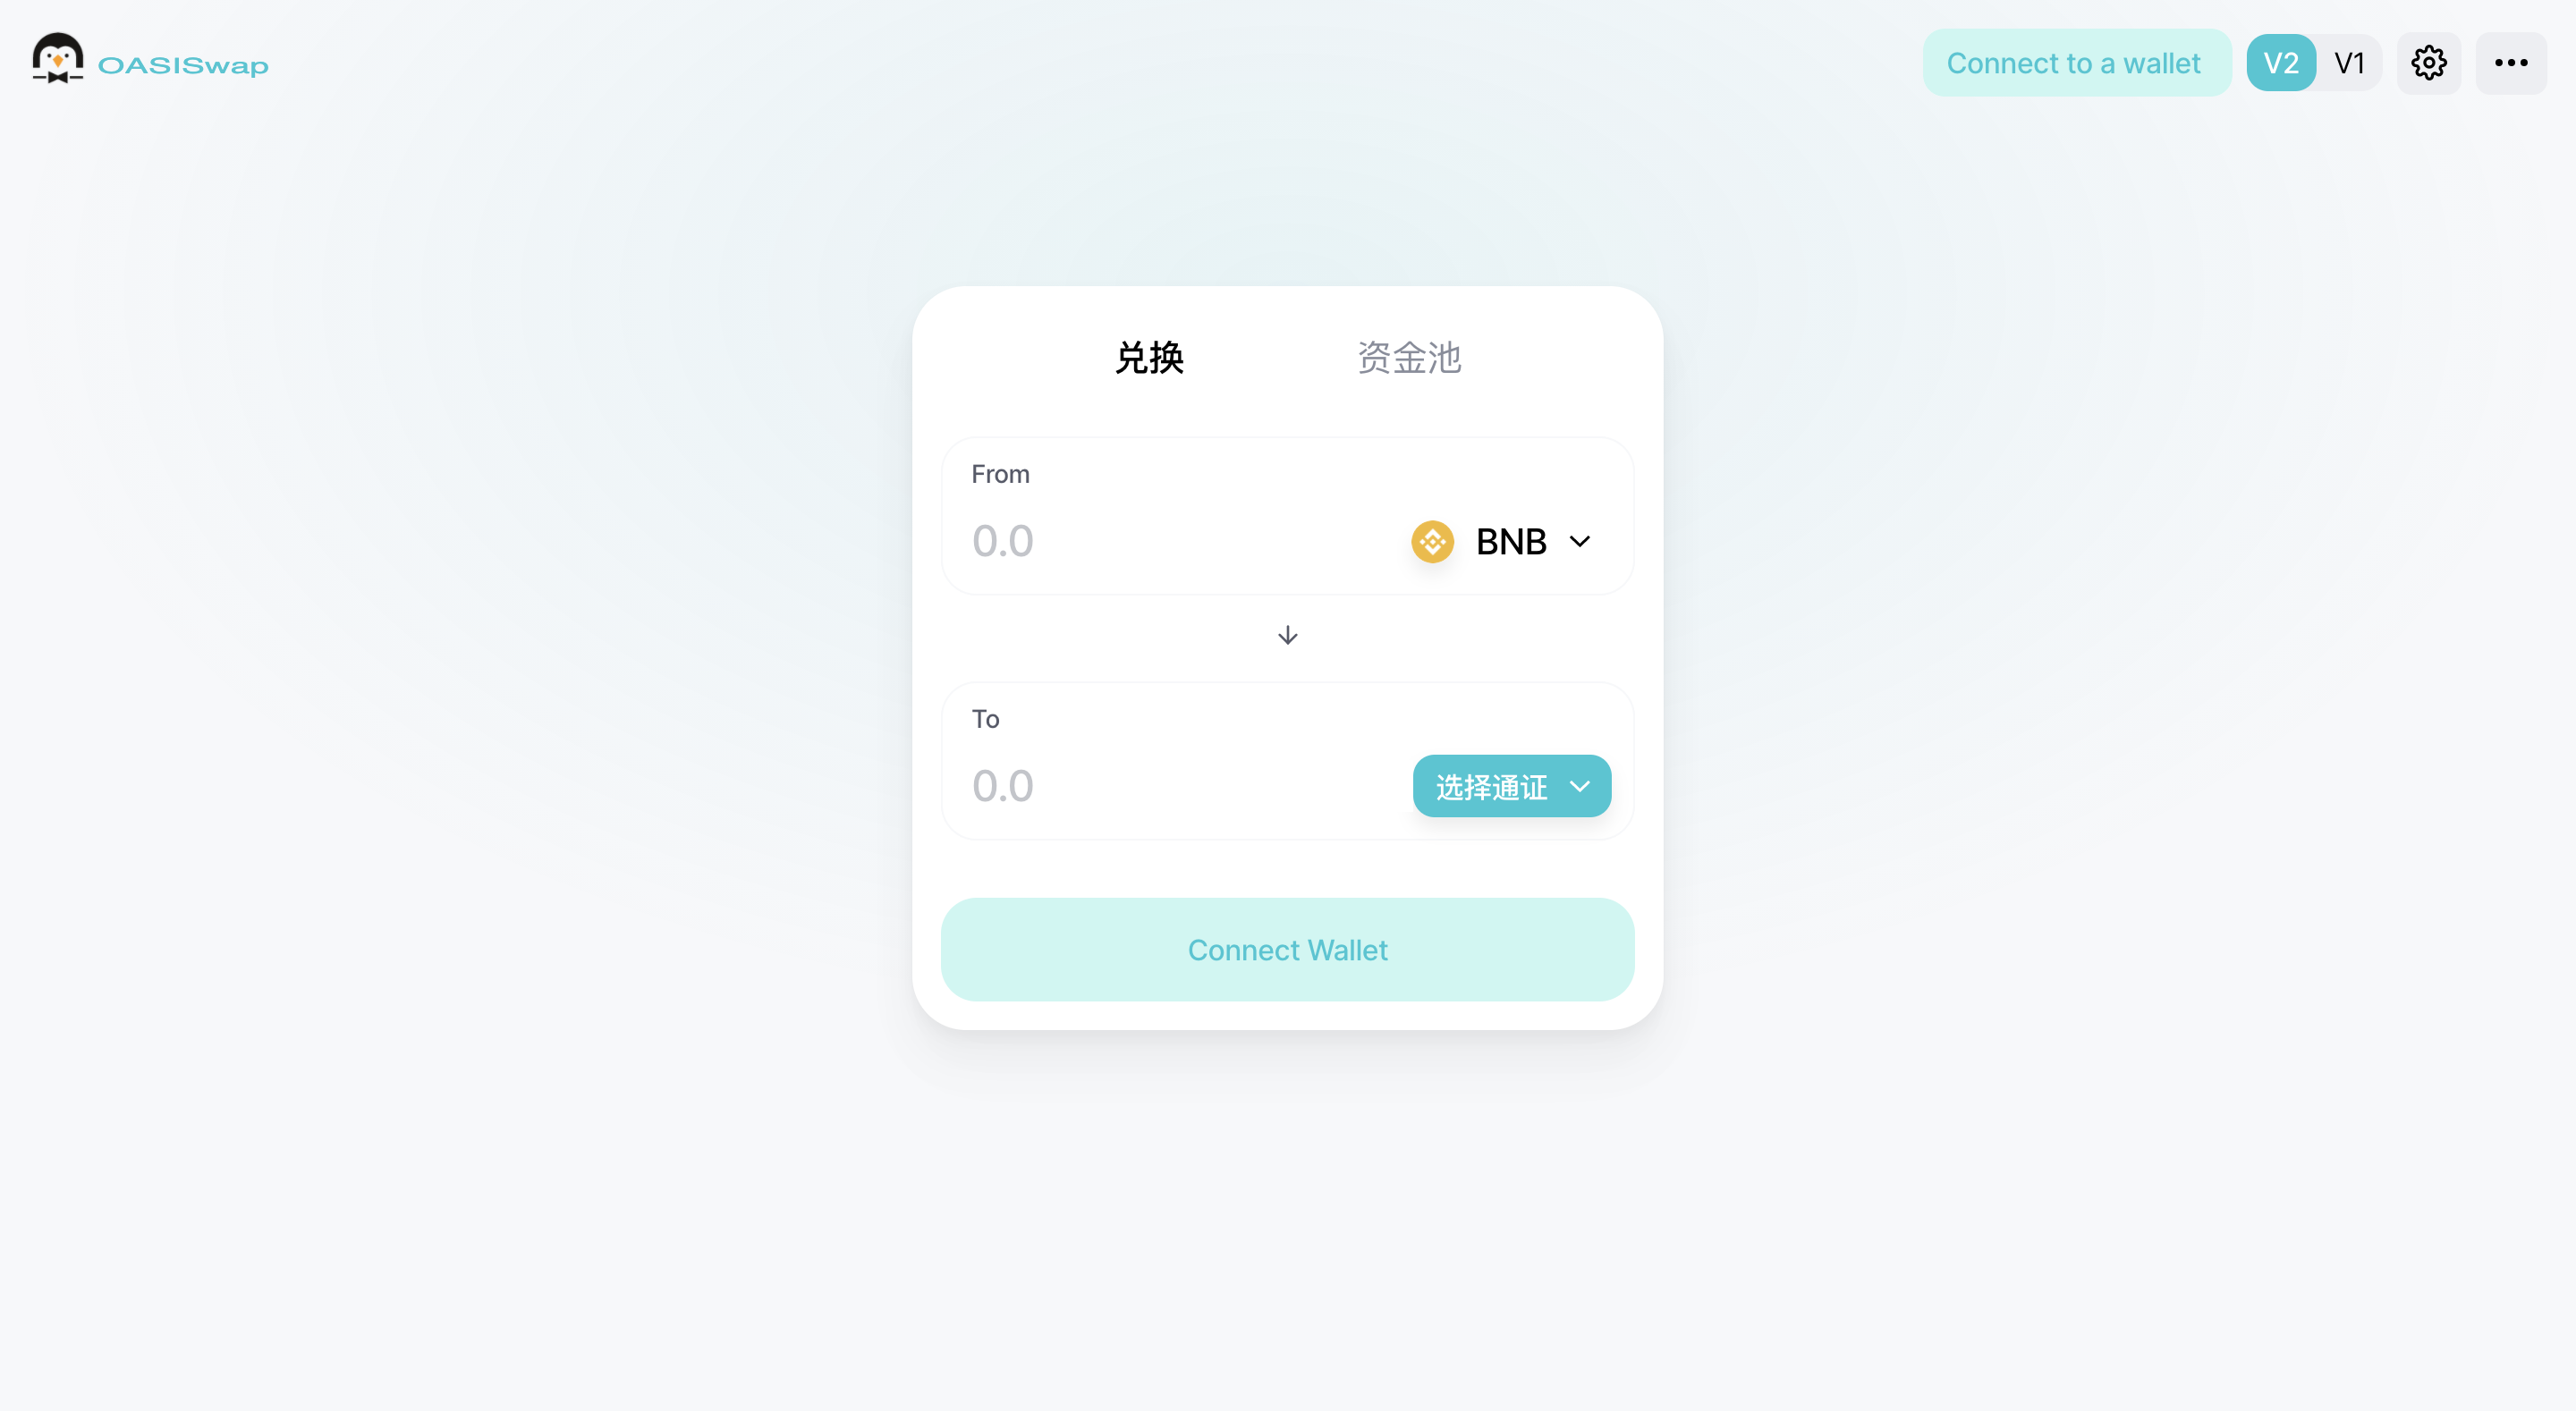 OASISwap
Connect to a wallet
V2 V1
兑换 资金池
From
0.0 BNB
To
0.0 选择通证
Connect Wallet